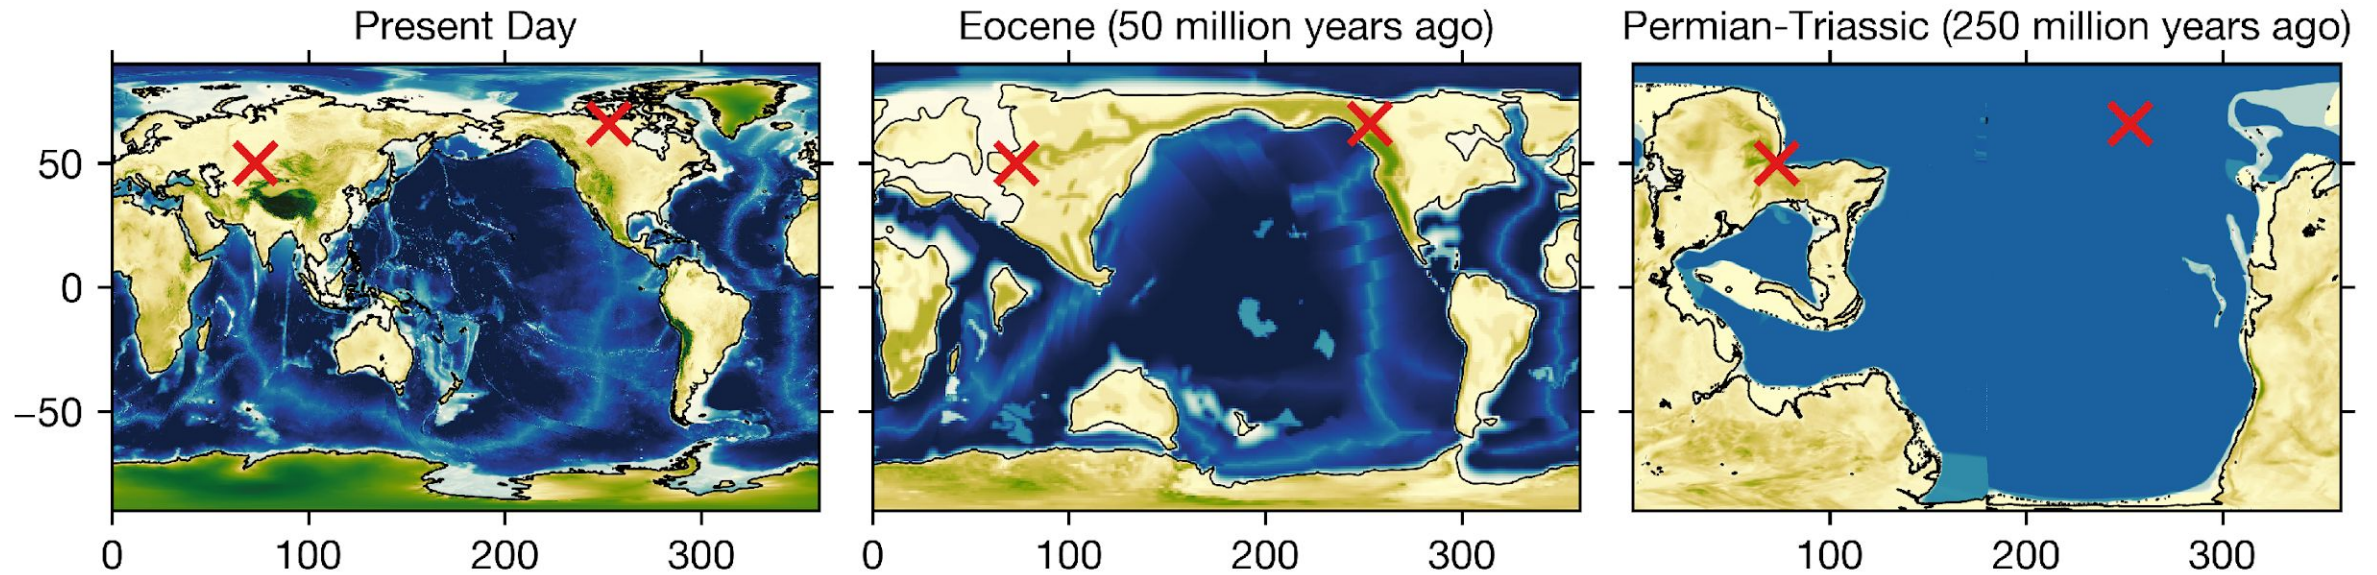 Present Day
Eocene (50 million years ago)
Permian-Triassic (250 million years ago)
50
0
−50
0 100 200 300
0 100 200 300
100 200 300